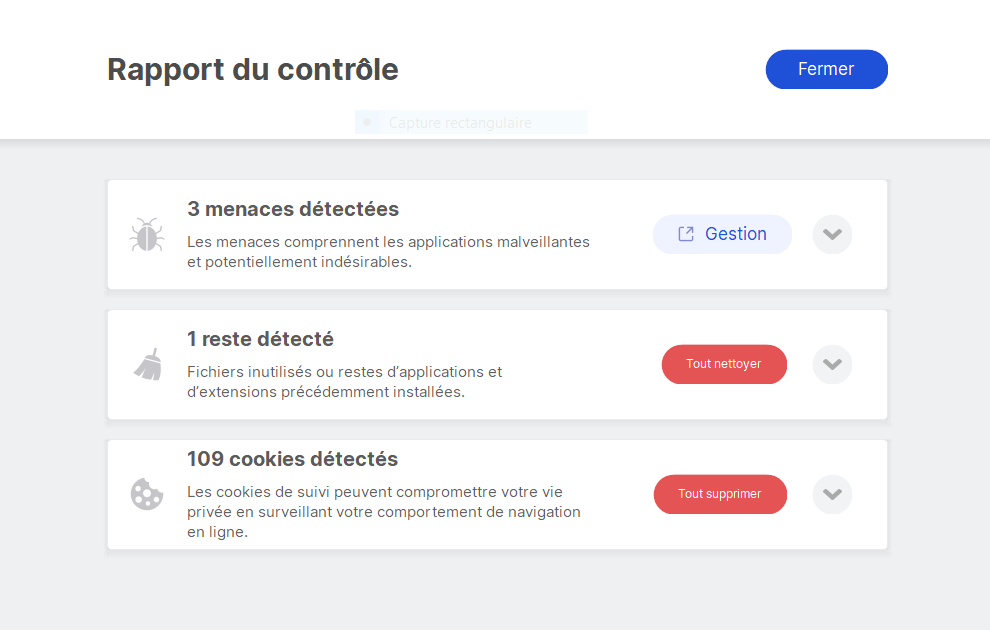 Rapport du contrôle
Fermer
Capture rectangulaire
3 menaces détectées
Les menaces comprennent les applications malveillantes
et potentiellement indésirables.
Gestion
1 reste détecté
Fichiers inutilisés ou restes d’applications et
d’extensions précédemment installées.
Tout nettoyer
109 cookies détectés
Les cookies de suivi peuvent compromettre votre vie
privée en surveillant votre comportement de navigation
en ligne.
Tout supprimer